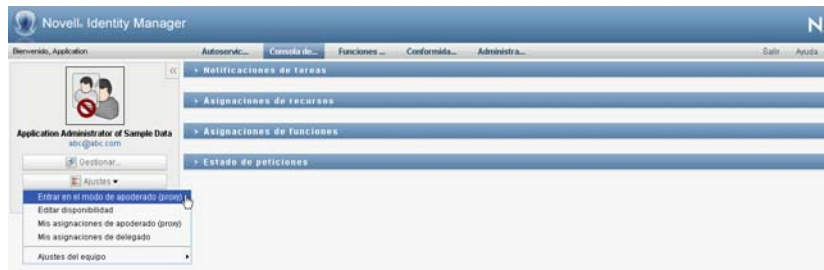 Novell® Identity Manager
N
Bienvenido, Application
Autoservic... Consola de... Funciones ... Conformida... Administra... Salir Ayuda
Notificaciones de tareas
Asignaciones de recursos
Asignaciones de funciones
Estado de peticiones
Application Administrator of Sample Data
abc@abc.com
Gestionar...
Ajustes
Entrar en el modo de apoderado (proxy)
Editar disponibilidad
Mis asignaciones de apoderado (proxy)
Mis asignaciones de delegado
Ajustes del equipo